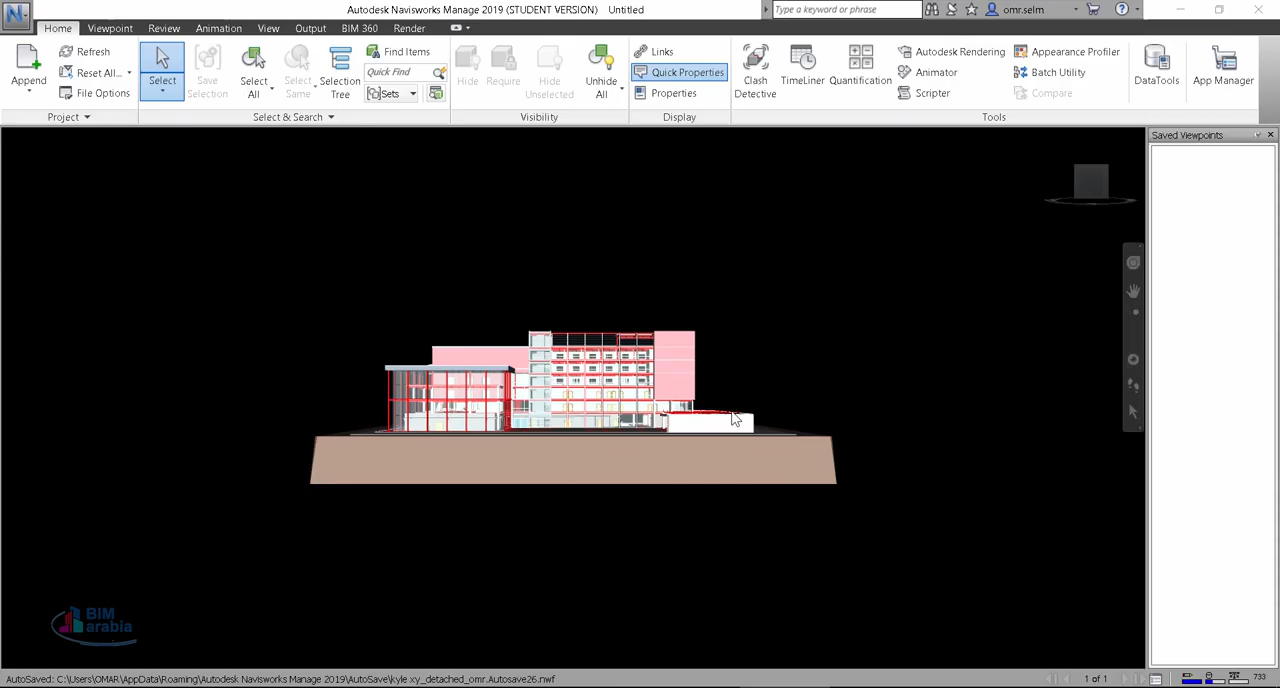 Autodesk Navisworks Manage 2019 (STUDENT VERSION) Untitled
Type a keyword or phrase
omr.selm
Home Viewpoint Review Animation View Output BIM 360 Render
Append
Refresh
Reset All...
File Options
Project
Select
Save Selection
Select All
Select Same
Selection Tree
Find Items
Quick Find
Sets
Select & Search
Hide
Require
Hide Unselected
Unhide All
Visibility
Links
Quick Properties
Properties
Display
Clash Detective
TimeLiner
Quantification
Autodesk Rendering
Animator
Scripter
Appearance Profiler
Batch Utility
Compare
DataTools
App Manager
Tools
Saved Viewpoints
BIM
arabia
AutoSaved: C:\Users\OMAR\AppData\Roaming\Autodesk Navisworks Manage 2019\AutoSave\kyle xy_detached_omr.AutoSave26.nwf
1 of 1
733